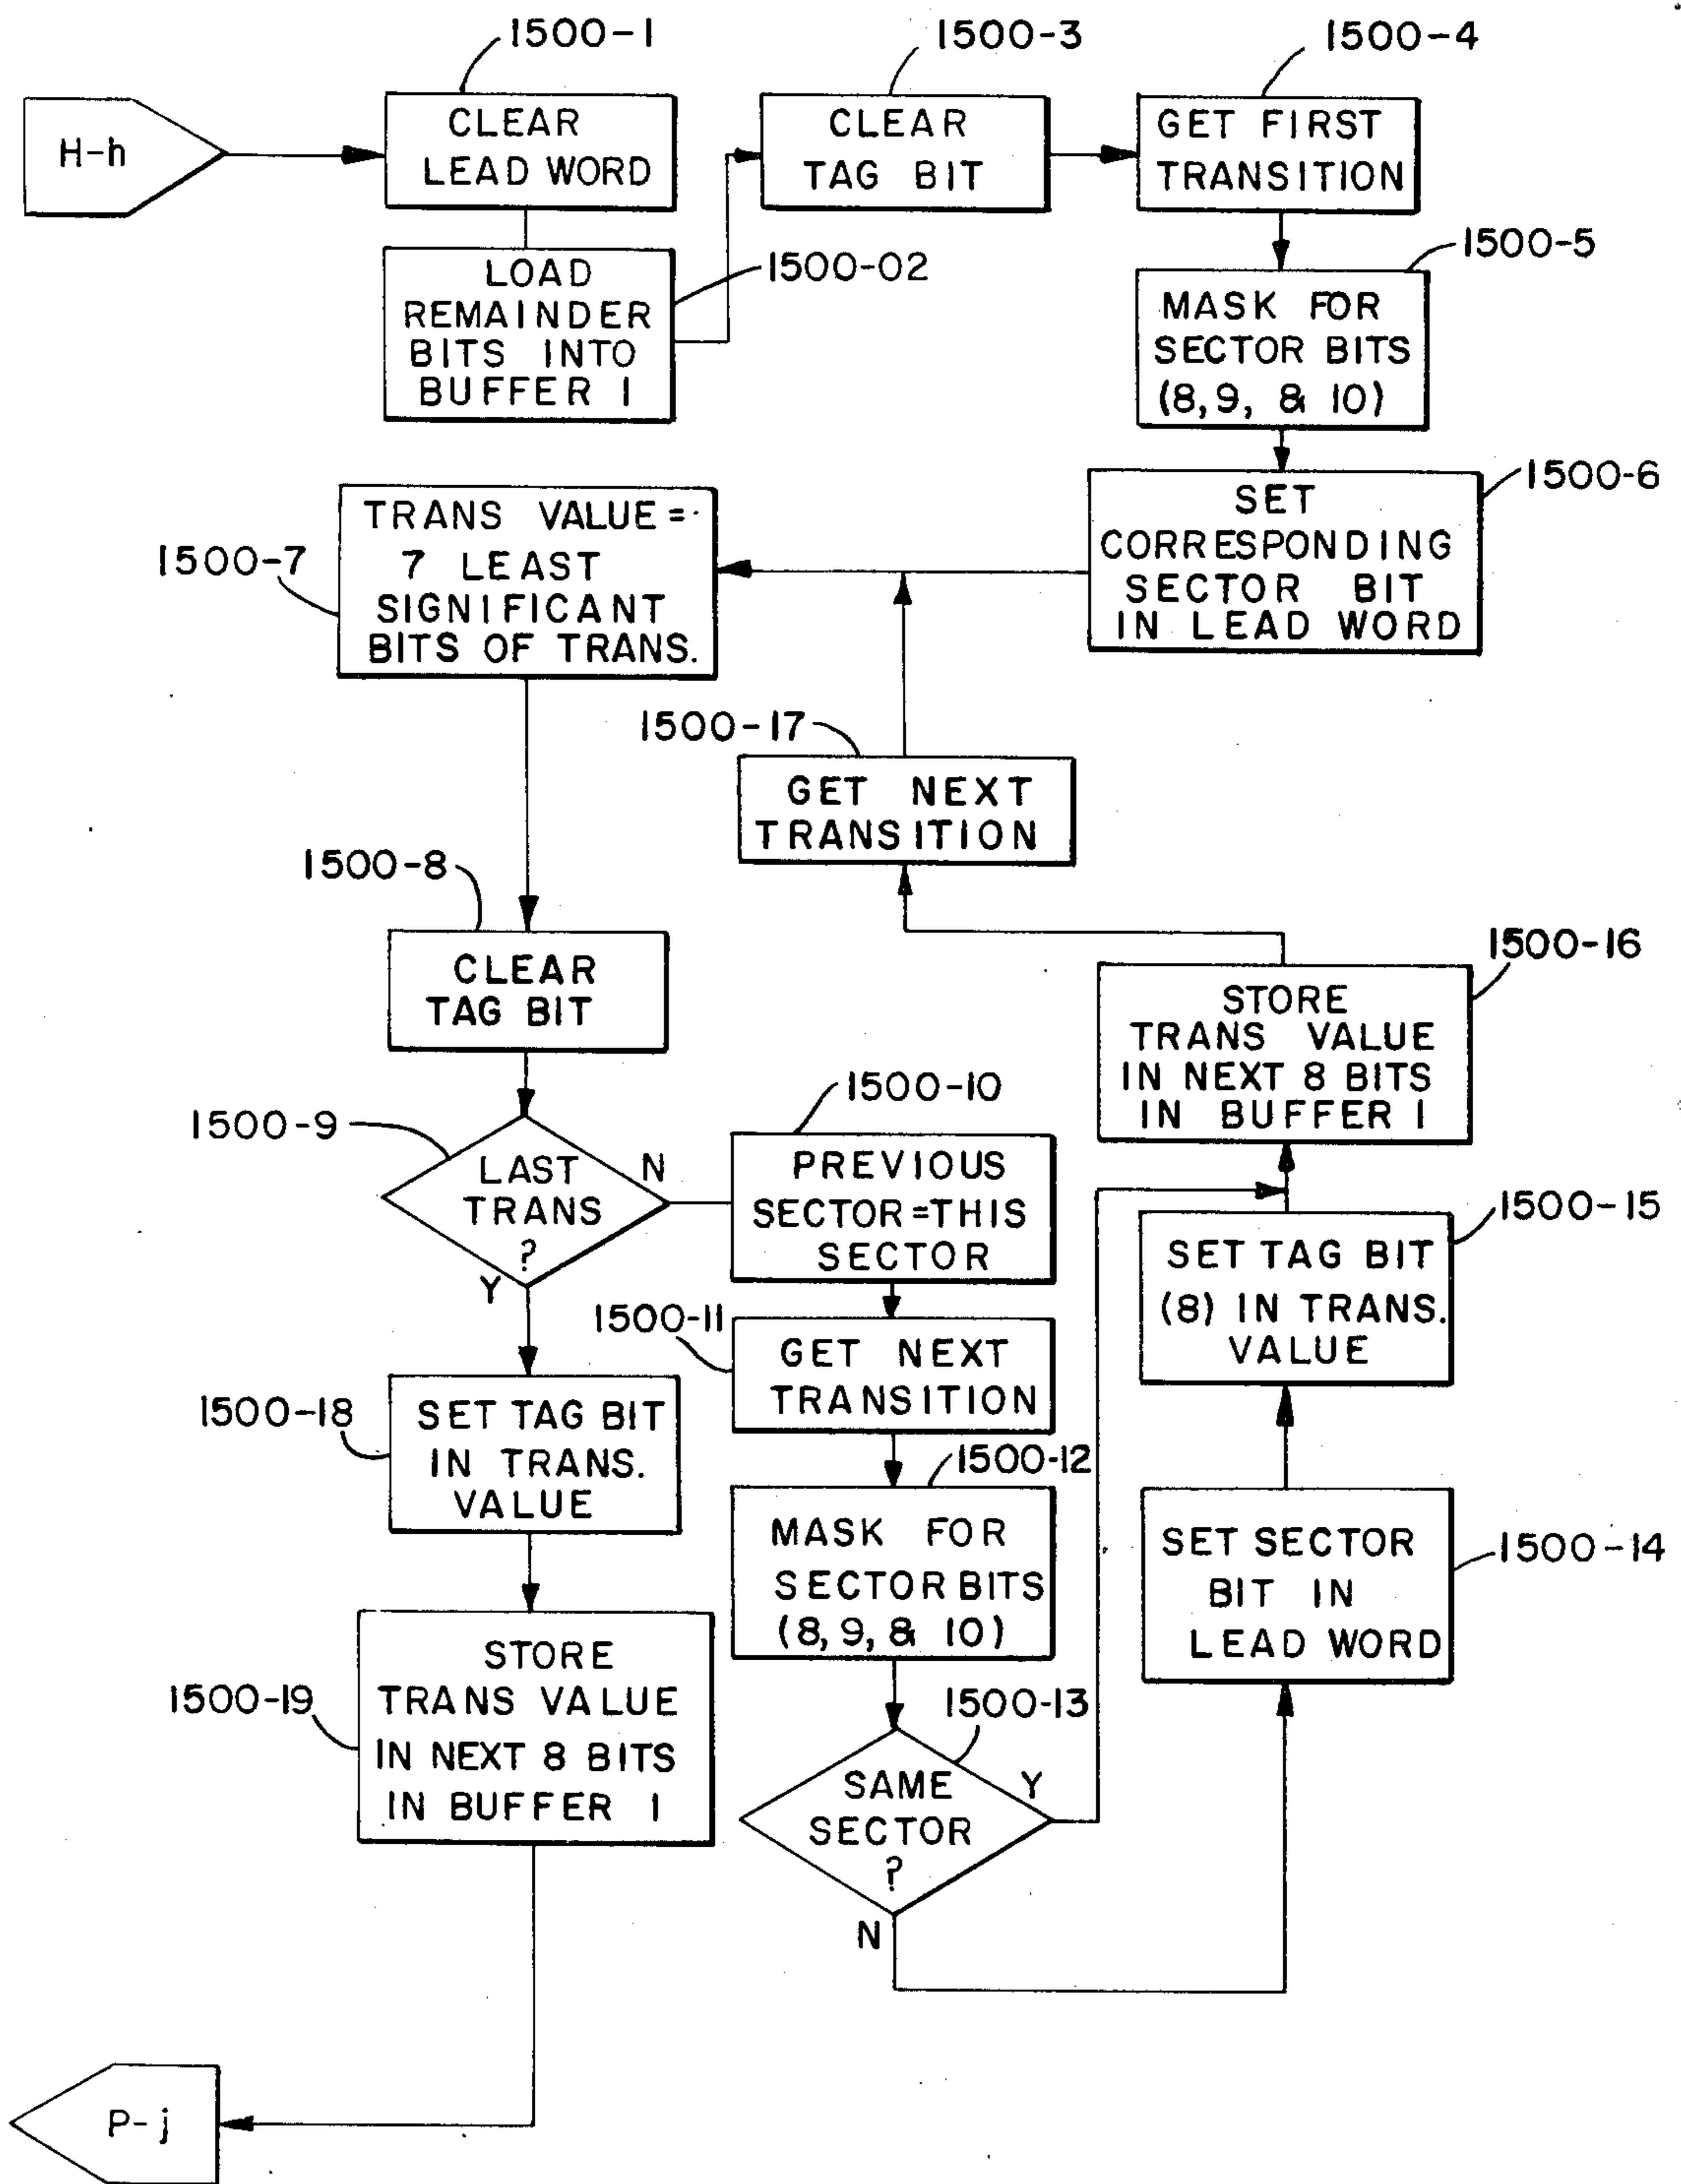 1500-1
1500-3
1500-4
H-h
CLEAR
LEAD WORD
CLEAR
TAG BIT
GET FIRST
TRANSITION
1500-02
LOAD
REMAINDER
BITS INTO
BUFFER 1
1500-5
MASK FOR
SECTOR BITS
(8,9, & 10)
1500-6
SET
CORRESPONDING
SECTOR BIT
IN LEAD WORD
1500-7
TRANS VALUE =
7 LEAST
SIGNIFICANT
BITS OF TRANS.
1500-17
GET NEXT
TRANSITION
1500-8
CLEAR
TAG BIT
1500-16
STORE
TRANS VALUE
IN NEXT 8 BITS
IN BUFFER 1
1500-9
LAST
TRANS
?
N
Y
1500-10
PREVIOUS
SECTOR=THIS
SECTOR
1500-15
SET TAG BIT
(8) IN TRANS.
VALUE
1500-11
GET NEXT
TRANSITION
1500-18
SET TAG BIT
IN TRANS.
VALUE
1500-12
MASK FOR
SECTOR BITS
(8,9, & 10)
1500-14
SET SECTOR
BIT IN
LEAD WORD
1500-19
STORE
TRANS VALUE
IN NEXT 8 BITS
IN BUFFER 1
1500-13
SAME
SECTOR
?
Y
N
P-j